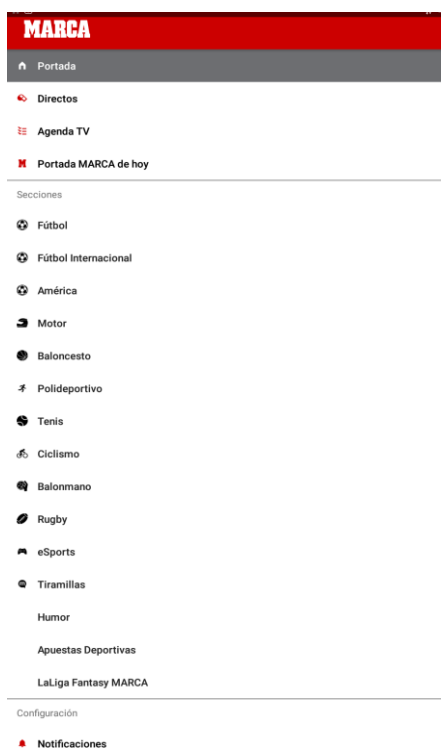 MARCA
Portada
Directos
Agenda TV
Portada MARCA de hoy
Secciones
Fútbol
Fútbol Internacional
América
Motor
Baloncesto
Polideportivo
Tenis
Ciclismo
Balonmano
Rugby
eSports
Tiramillas
Humor
Apuestas Deportivas
LaLiga Fantasy MARCA
Configuración
Notificaciones